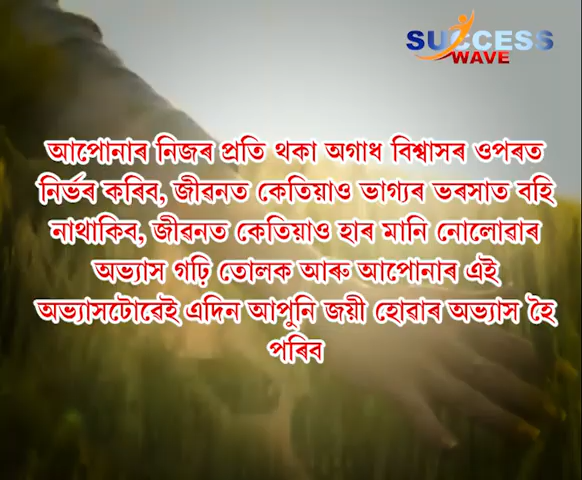 SUCCESS
WAVE
আপোনাৰ নিজৰ প্ৰতি থকা অগাধ বিশ্বাসৰ ওপৰত
নিৰ্ভৰ কৰিব, জীৱনত কেতিয়াও ভাগ্যৰ ভৰসাত বহি
নাথাকিব, জীৱনত কেতিয়াও হাৰ মানি নোলোৱাৰ
অভ্যাস গঢ়ি তোলক আৰু আপোনাৰ এই
অভ্যাসটোৱেই এদিন আপুনি জয়ী হোৱাৰ অভ্যাস হৈ
পৰিব